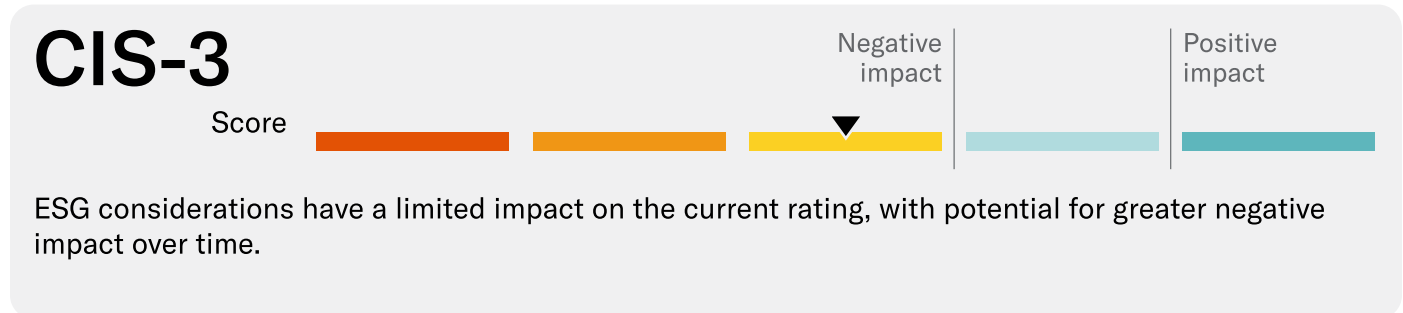 CIS-3
Negative
impact
Positive
impact
Score
ESG considerations have a limited impact on the current rating, with potential for greater negative
impact over time.